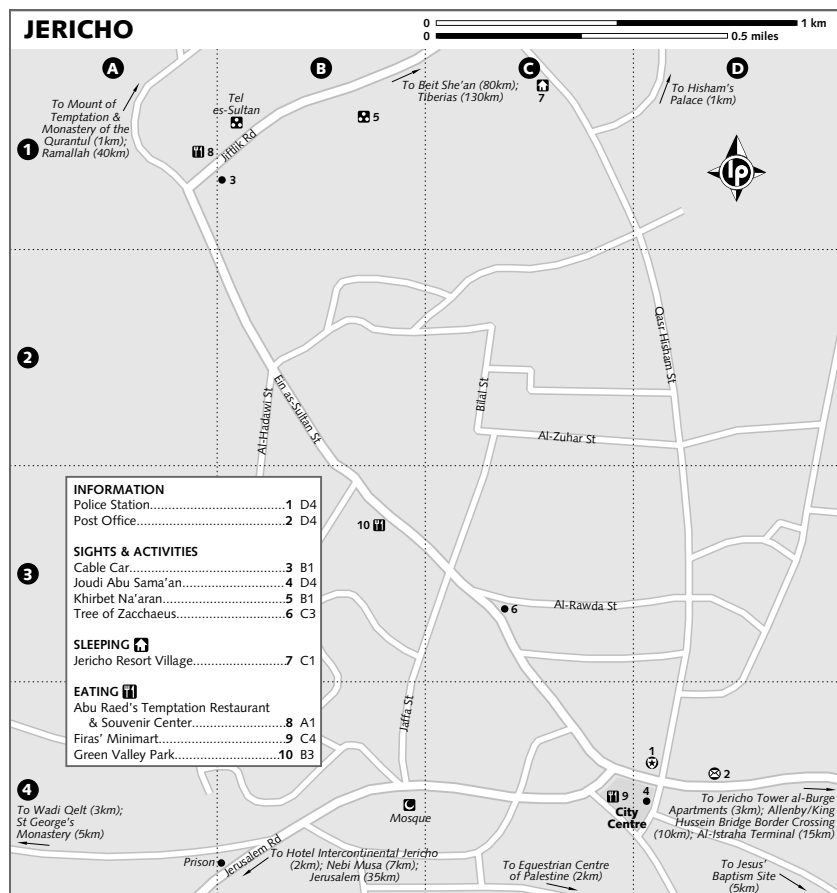 JERICHO
0 1 km
0 0.5 miles
A
B
C
D
1
2
3
4
To Mount of
Temptation &
Monastery of the
Qurantul (1km);
Ramallah (40km)
Tel
es-Sultan
8
Jiftlik Rd
3
5
To Beit She'an (80km);
Tiberias (130km)
7
To Hisham's
Palace (1km)
lp
Qasr Hisham St
Bilal St
Al-Zuhar St
Al-Hadawi St
Ein as-Sultan St
10
6
Al-Rawda St
INFORMATION
Police Station 1 D4
Post Office 2 D4
SIGHTS & ACTIVITIES
Cable Car 3 B1
Joudi Abu Sama'an 4 D4
Khirbet Na'aran 5 B1
Tree of Zacchaeus 6 C3
SLEEPING
Jericho Resort Village 7 C1
EATING
Abu Raed's Temptation Restaurant
& Souvenir Center 8 A1
Firas' Minimart 9 C4
Green Valley Park 10 B3
Jaffa St
1
2
9
4
City
Centre
Mosque
To Wadi Qelt (3km);
St George's
Monastery (5km)
Prison
Jerusalem Rd
To Hotel Intercontinental Jericho
(2km); Nebi Musa (7km);
Jerusalem (35km)
To Equestrian Centre
of Palestine (2km)
To Jericho Tower al-Burge
Apartments (3km); Allenby/King
Hussein Bridge Border Crossing
(10km); Al-Istraha Terminal (15km)
To Jesus'
Baptism Site
(5km)